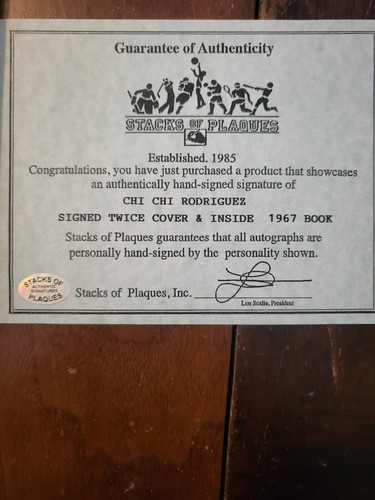 Guarantee of Authenticity
STACKS OF PLAQUES
Established. 1985
Congratulations, you have just purchased a product that showcases
an authentically hand-signed signature of
CHI CHI RODRIGUEZ
SIGNED TWICE COVER & INSIDE 1967 BOOK
Stacks of Plaques guarantees that all autographs are
personally hand-signed by the personality shown.
STACKS OF
AUTHENTIC
SIGNATURES
PLAQUES
Stacks of Plaques, Inc.
Lou Scalia, President